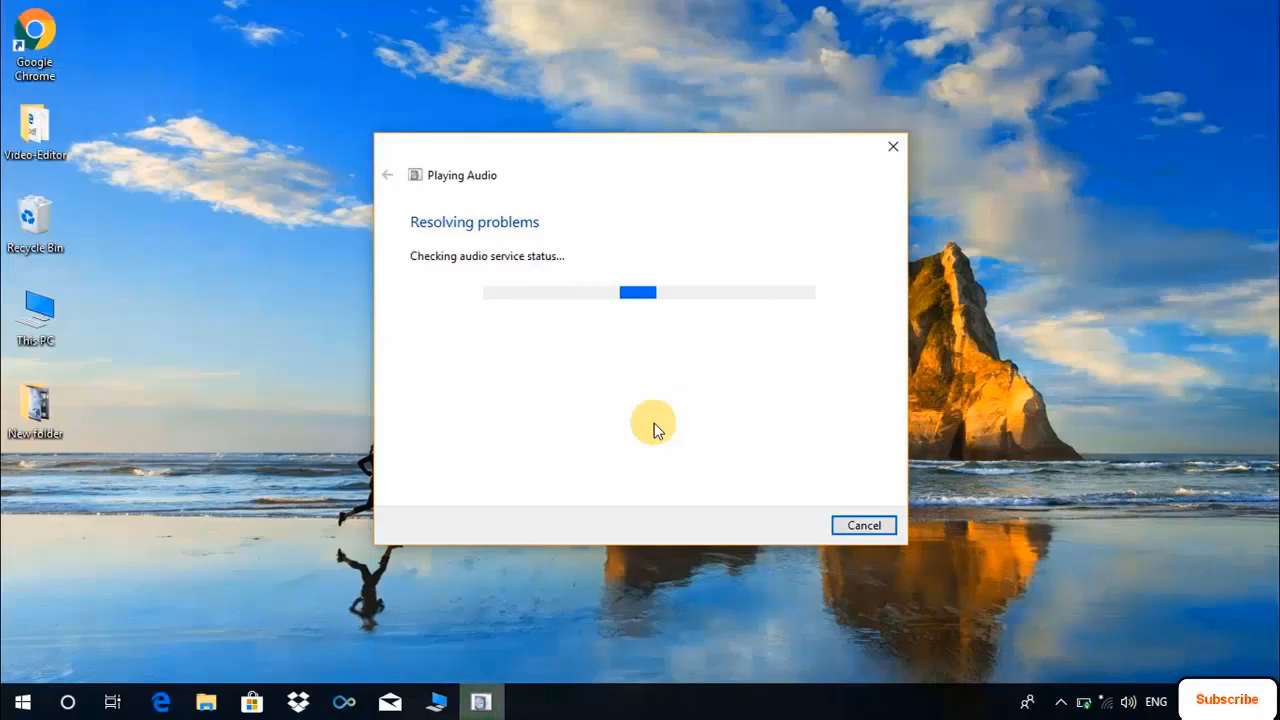 Google
Chrome
Video-Editor
Recycle Bin
This PC
New folder
Playing Audio
Resolving problems
Checking audio service status...
Cancel
ENG
Subscribe